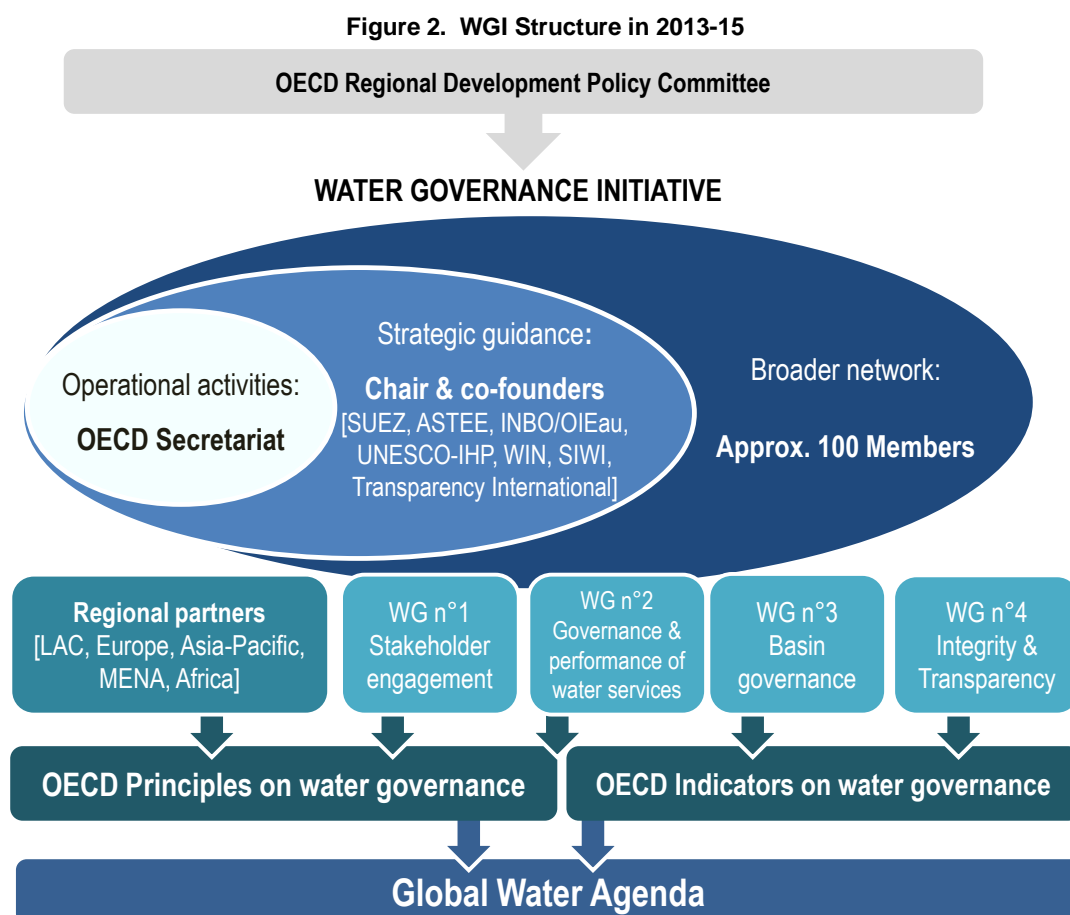 Figure 2. WGI Structure in 2013-15
OECD Regional Development Policy Committee
WATER GOVERNANCE INITIATIVE
Operational activities:
OECD Secretariat
Strategic guidance:
Chair & co-founders
[SUEZ, ASTEE, INBO/OIEau,
UNESCO-IHP, WIN, SIWI,
Transparency International]
Broader network:
Approx. 100 Members
Regional partners
[LAC, Europe, Asia-Pacific,
MENA, Africa]
WG n°1
Stakeholder
engagement
WG n°2
Governance &
performance of
water services
WG n°3
Basin
governance
WG n°4
Integrity &
Transparency
OECD Principles on water governance
OECD Indicators on water governance
Global Water Agenda